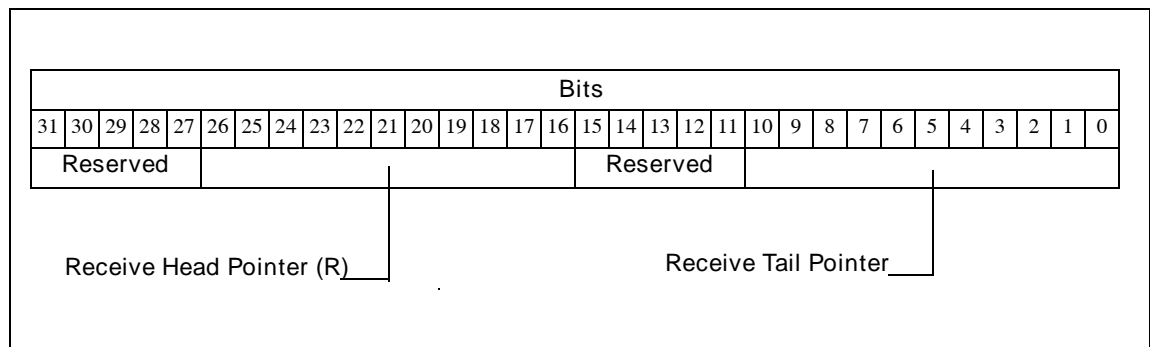 Bits
31 30 29 28 27 26 25 24 23 22 21 20 19 18 17 16 15 14 13 12 11 10 9 8 7 6 5 4 3 2 1 0
Reserved Reserved
Receive Head Pointer (R) Receive Tail Pointer